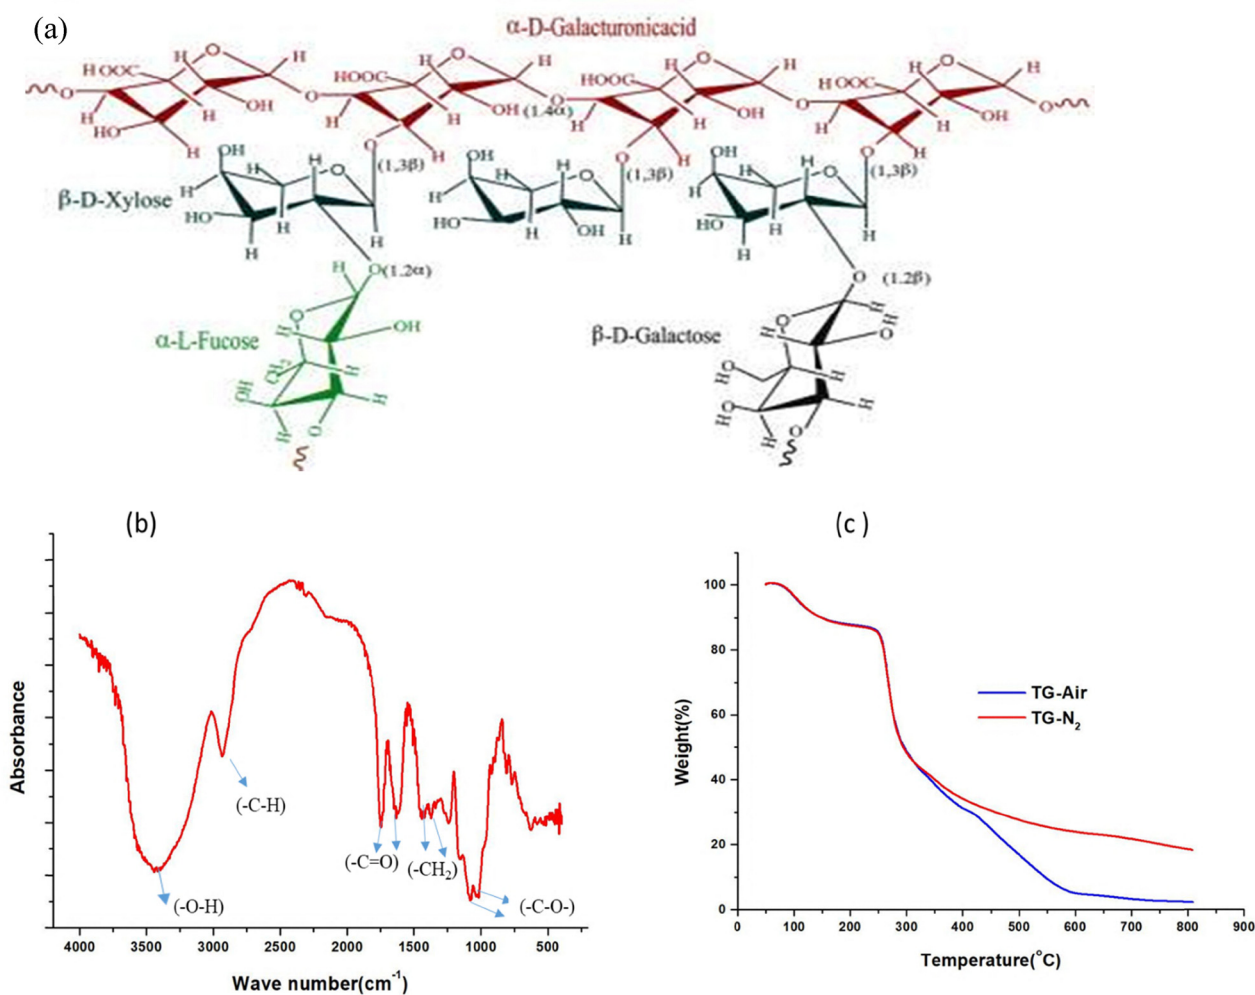 (a)
α-D-Galacturonicacid
H H H H H H H H
O O O O
HOOC HOOC HOOC HOOC
O O O O O
H H OH H H OH (1.4α) H H OH H H OH
HO H O H O H O H
(1,3β) (1,3β) (1,3β)
OH OH OH
β-D-Xylose
H H H O H H O H H H O
HO H H H HO H OH H HO H H H
O (1.2α)
O (1.2β)
α-L-Fucose
H O H OH CH2 H OH H H O
β-D-Galactose
O H H OH HO H HO H H O
(b)
Absorbance
(-O-H)
(-C-H)
(-C=O)
(-CH2)
(-C-O-)
4000 3500 3000 2500 2000 1500 1000 500
Wave number(cm-1)
(c )
Weight(%)
100
80
60
40
20
0
TG-Air
TG-N2
0 100 200 300 400 500 600 700 800 900
Temperature(°C)